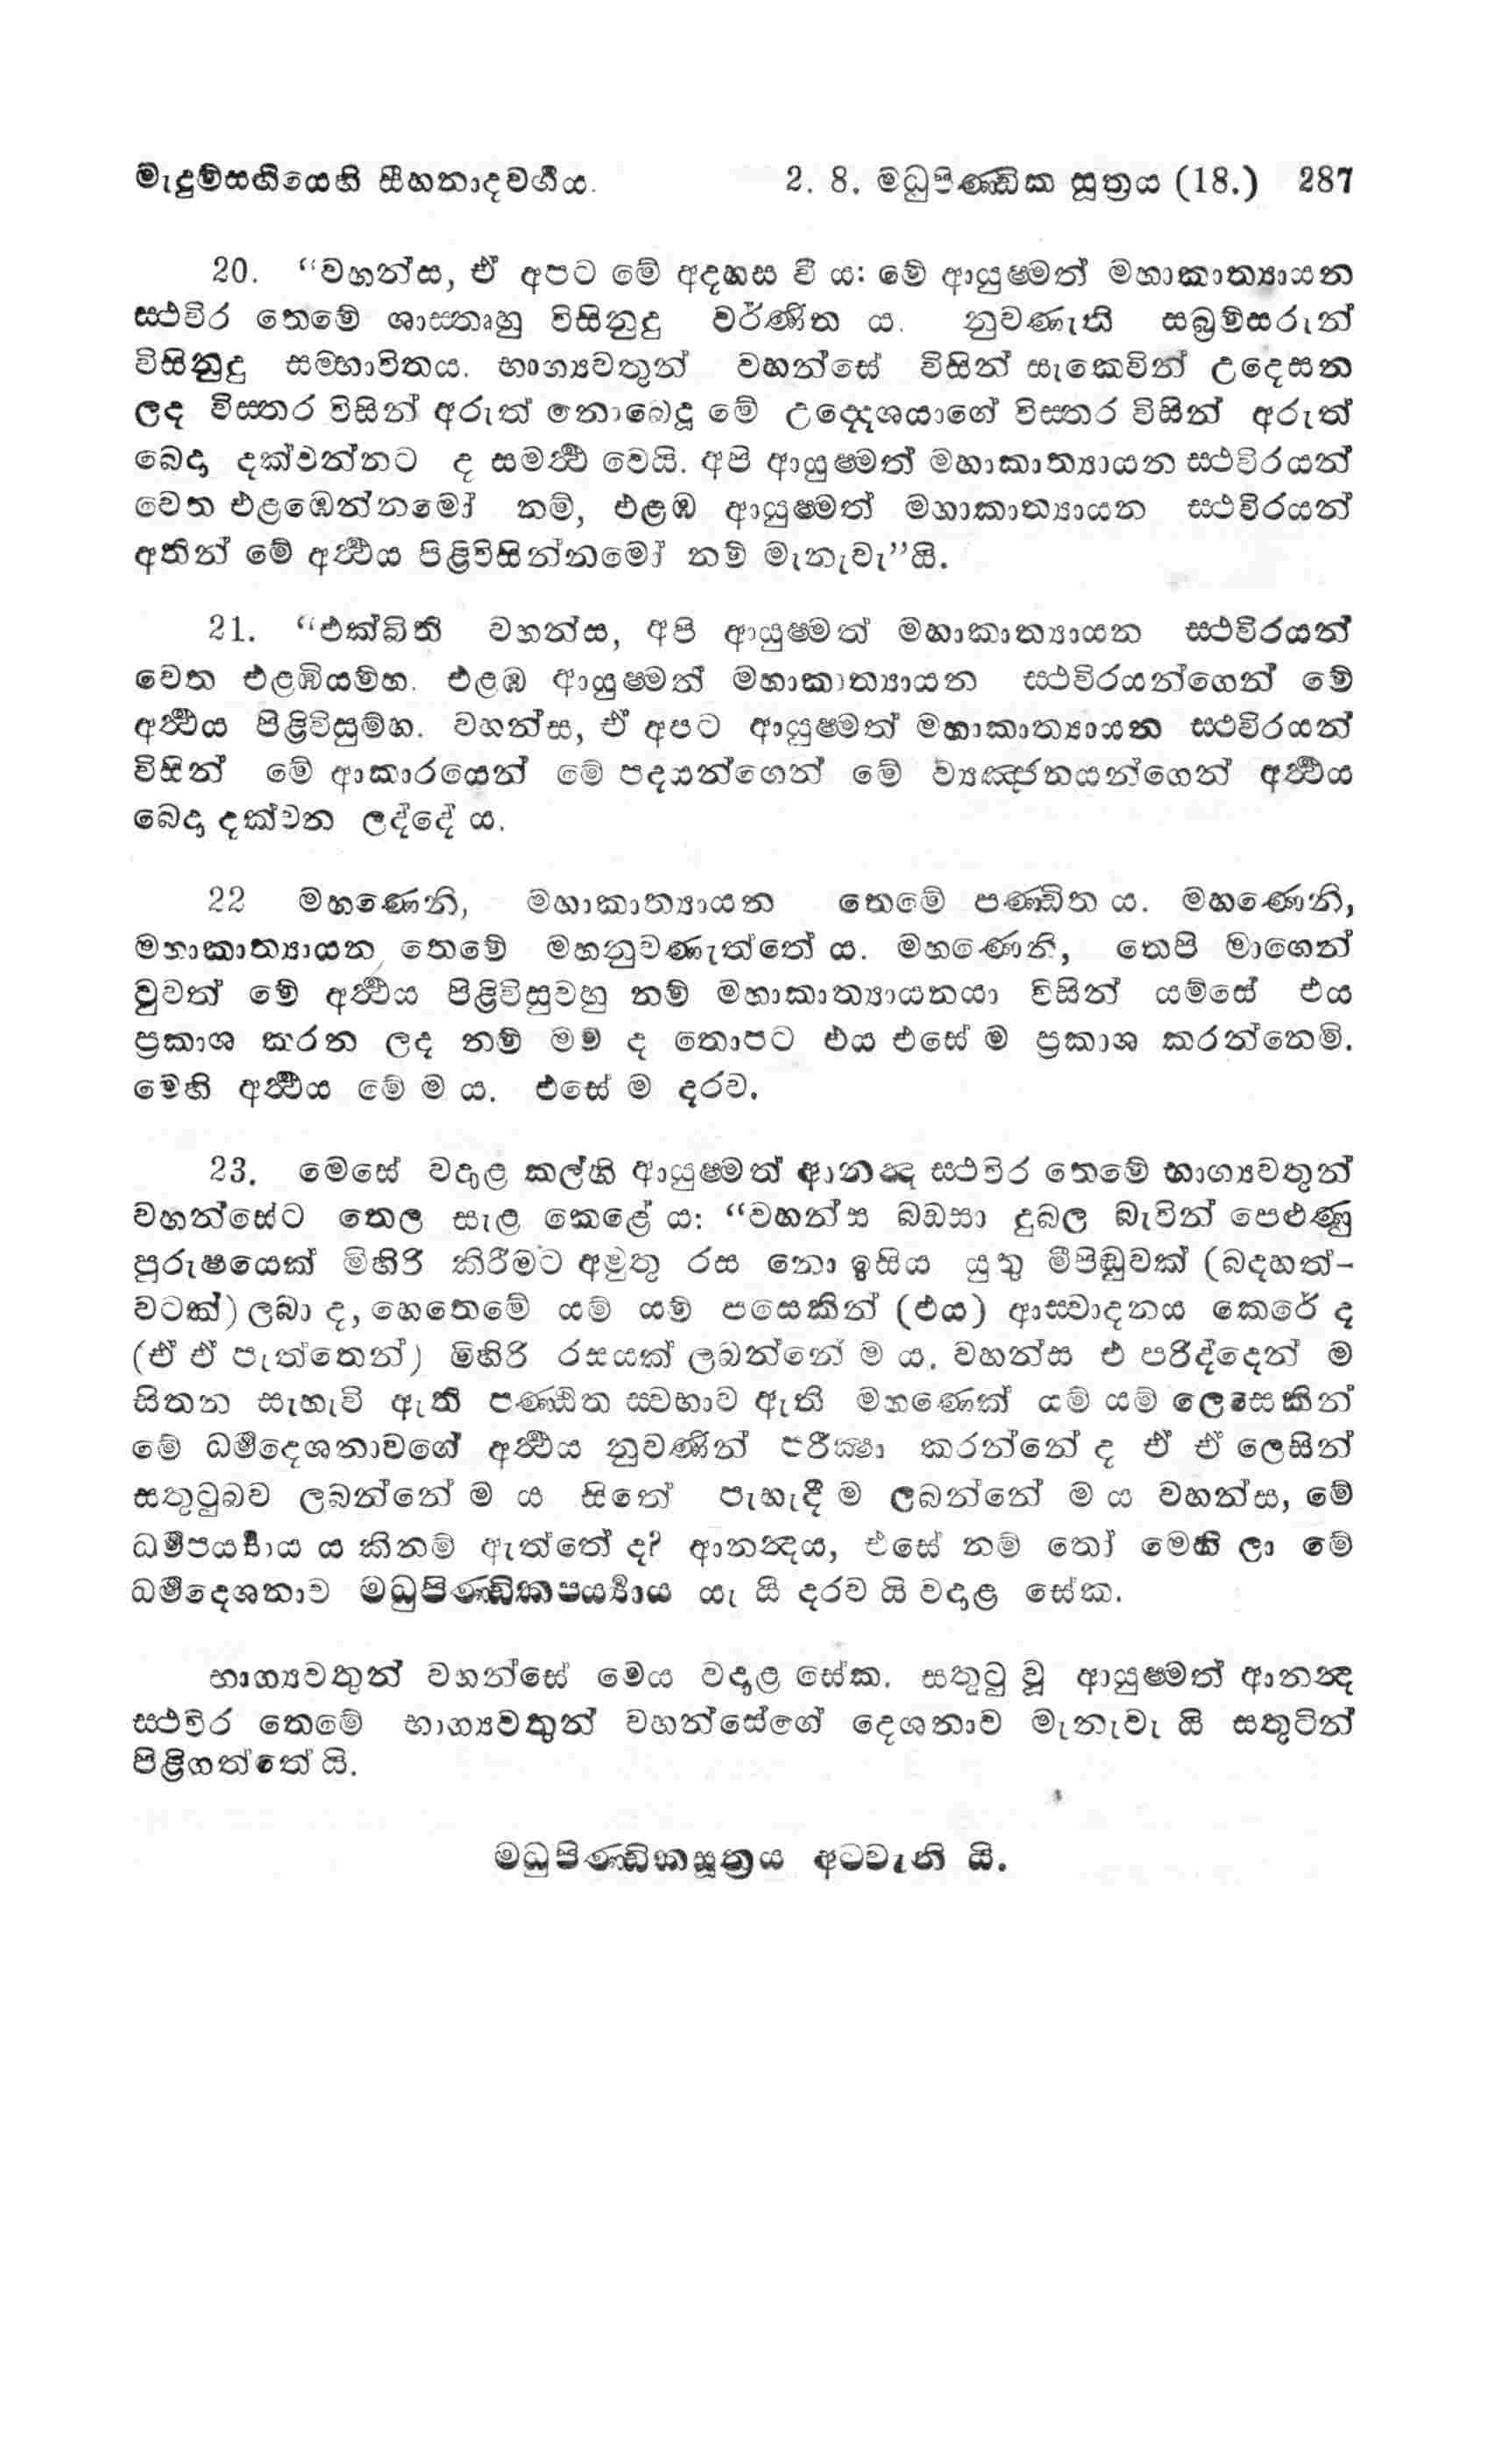 මැදුම්සඟියෙහි සීහනාදවර්‍ගය. 2. 8. මධුපිණ්ඩික සූත්‍රය (18.) 287
20. “වහන්ස, ඒ අපට මේ අදහස වී ය: මේ ආයුෂ්මත් මහාකාත්‍යායන
ස්ථවිර තෙමේ ශාස්තෘහු විසිනුදු වර්ණිත ය. නුවණැති සබ්‍රම්සරුන්
විසිනුදු සම්භාවිතය. භාග්‍යවතුන් වහන්සේ විසින් සැකෙවින් උදෙසන
ලද විස්තර විසින් අරුත් නොබෙදූ මේ උද්දෙශයාගේ විස්තර විසින් අරුත්
බෙදා දක්වන්නට ද සමර්‍ථ වෙයි. අපි ආයුෂ්මත් මහාකාත්‍යායන ස්ථවිරයන්
වෙත එළඹෙන්නමෝ නම්, එළඹ ආයුෂ්මත් මහාකාත්‍යායන ස්ථවිරයන්
අතින් මේ අර්‍ථය පිළිවිසින්නමෝ නම් මැනැවැ”යි.
21. “එක්බිති වහන්ස, අපි ආයුෂ්මත් මහාකාත්‍යායන ස්ථවිරයන්
වෙත එළඹියම්හ. එළඹ ආයුෂ්මත් මහාකාත්‍යායන ස්ථවිරයන්ගෙන් මේ
අර්‍ථය පිළිවිසුම්හ. වහන්ස, ඒ අපට ආයුෂ්මත් මහාකාත්‍යායන ස්ථවිරයන්
විසින් මේ ආකාරයෙන් මේ පදයන්ගෙන් මේ ව්‍යඤ්ජනයන්ගෙන් අර්‍ථය
බෙදා දක්වන ලද්දේ ය.
22 මහණෙනි, මහාකාත්‍යායන තෙමේ පණ්ඩිත ය. මහණෙනි,
මහාකාත්‍යායන තෙමේ මහනුවණැත්තේ ය. මහණෙනි, තෙපි මාගෙන්
වුවත් මේ අර්‍ථය පිළිවිසුවහු නම් මහාකාත්‍යායනයා විසින් යම්සේ එය
ප්‍රකාශ කරන ලද නම් මම ද තොපට එය එසේ ම ප්‍රකාශ කරන්නෙමි.
මෙහි අර්‍ථය මේ ම ය. එසේ ම දරව.
23. මෙසේ වදාළ කල්හි ආයුෂ්මත් ආනන්‍ද ස්ථවිර තෙමේ භාග්‍යවතුන්
වහන්සේට තෙල සැළ කෙළේ ය: “වහන්ස බඩසා දුබල බැවින් පෙළුණු
පුරුෂයෙක් මිහිරි කිරීමට අමුතු රස නො ඉසිය යුතු මීපිඬුවක් (බදහත්-
වටක්) ලබා ද, හෙතෙමේ යම් යම් පසෙකින් (එය) ආස්වාදනය කෙරේ ද
(ඒ ඒ පැත්තෙන්) මිහිරි රසයක් ලබන්නේ ම ය. වහන්ස එ පරිද්දෙන් ම
සිතන සැහැවි ඇති පණ්ඩිත ස්වභාව ඇති මහණෙක් යම් යම් ලෙසෙකින්
මේ ධර්‍මදෙශනාවගේ අර්‍ථය නුවණින් පරීක්‍ෂා කරන්නේ ද ඒ ඒ ලෙසින්
සතුටුබව ලබන්නේ ම ය සිතේ පැහැදීම ලබන්නේ ම ය වහන්ස, මේ
ධර්‍මපර්‍ය්‍යාය ය කිනම් ඇත්තේ ද? ආනන්‍දය, එසේ නම් තෝ මෙහි ලා මේ
ධර්‍මදෙශනාව මධුපිණ්ඩිකපර්‍ය්‍යාය යැ යි දරව යි වදාළ සේක.
භාග්‍යවතුන් වහන්සේ මෙය වදාළ සේක. සතුටු වූ ආයුෂ්මත් ආනන්‍ද
ස්ථවිර තෙමේ භාග්‍යවතුන් වහන්සේගේ දෙශනාව මැනැවැ යි සතුටින්
පිළිගත්තේ යි.
මධුපිණ්ඩිකසූත්‍රය අටවැනි යි.